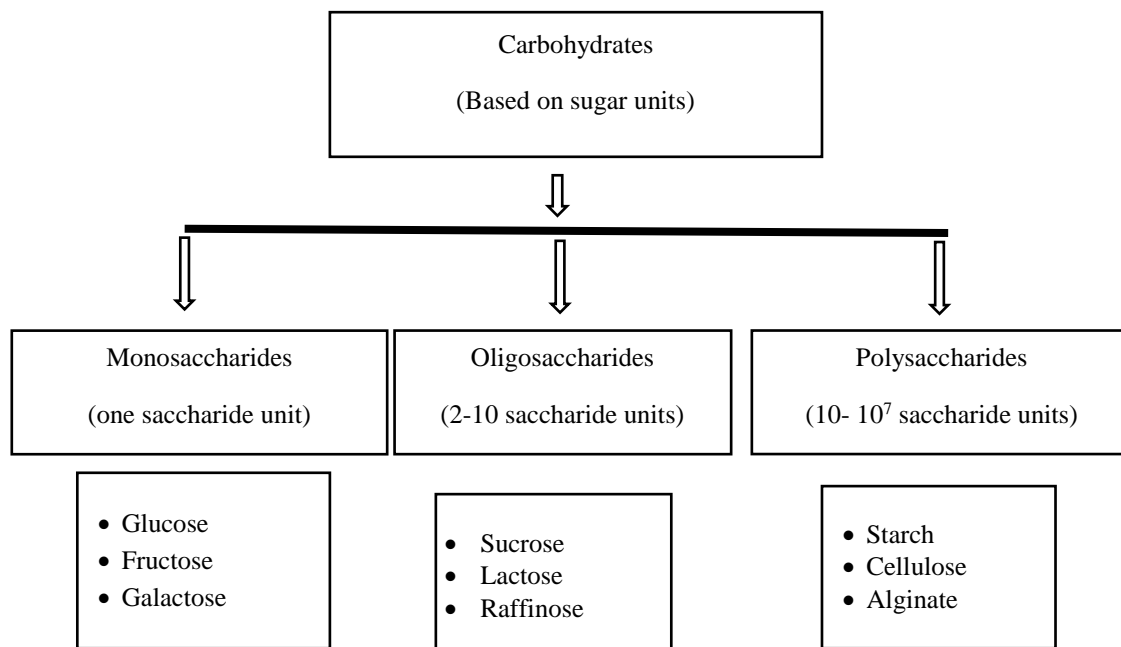 Carbohydrates
(Based on sugar units)
Monosaccharides
(one saccharide unit)
Oligosaccharides
(2-10 saccharide units)
Polysaccharides
(10- 10⁷ saccharide units)
• Glucose
• Fructose
• Galactose
• Sucrose
• Lactose
• Raffinose
• Starch
• Cellulose
• Alginate